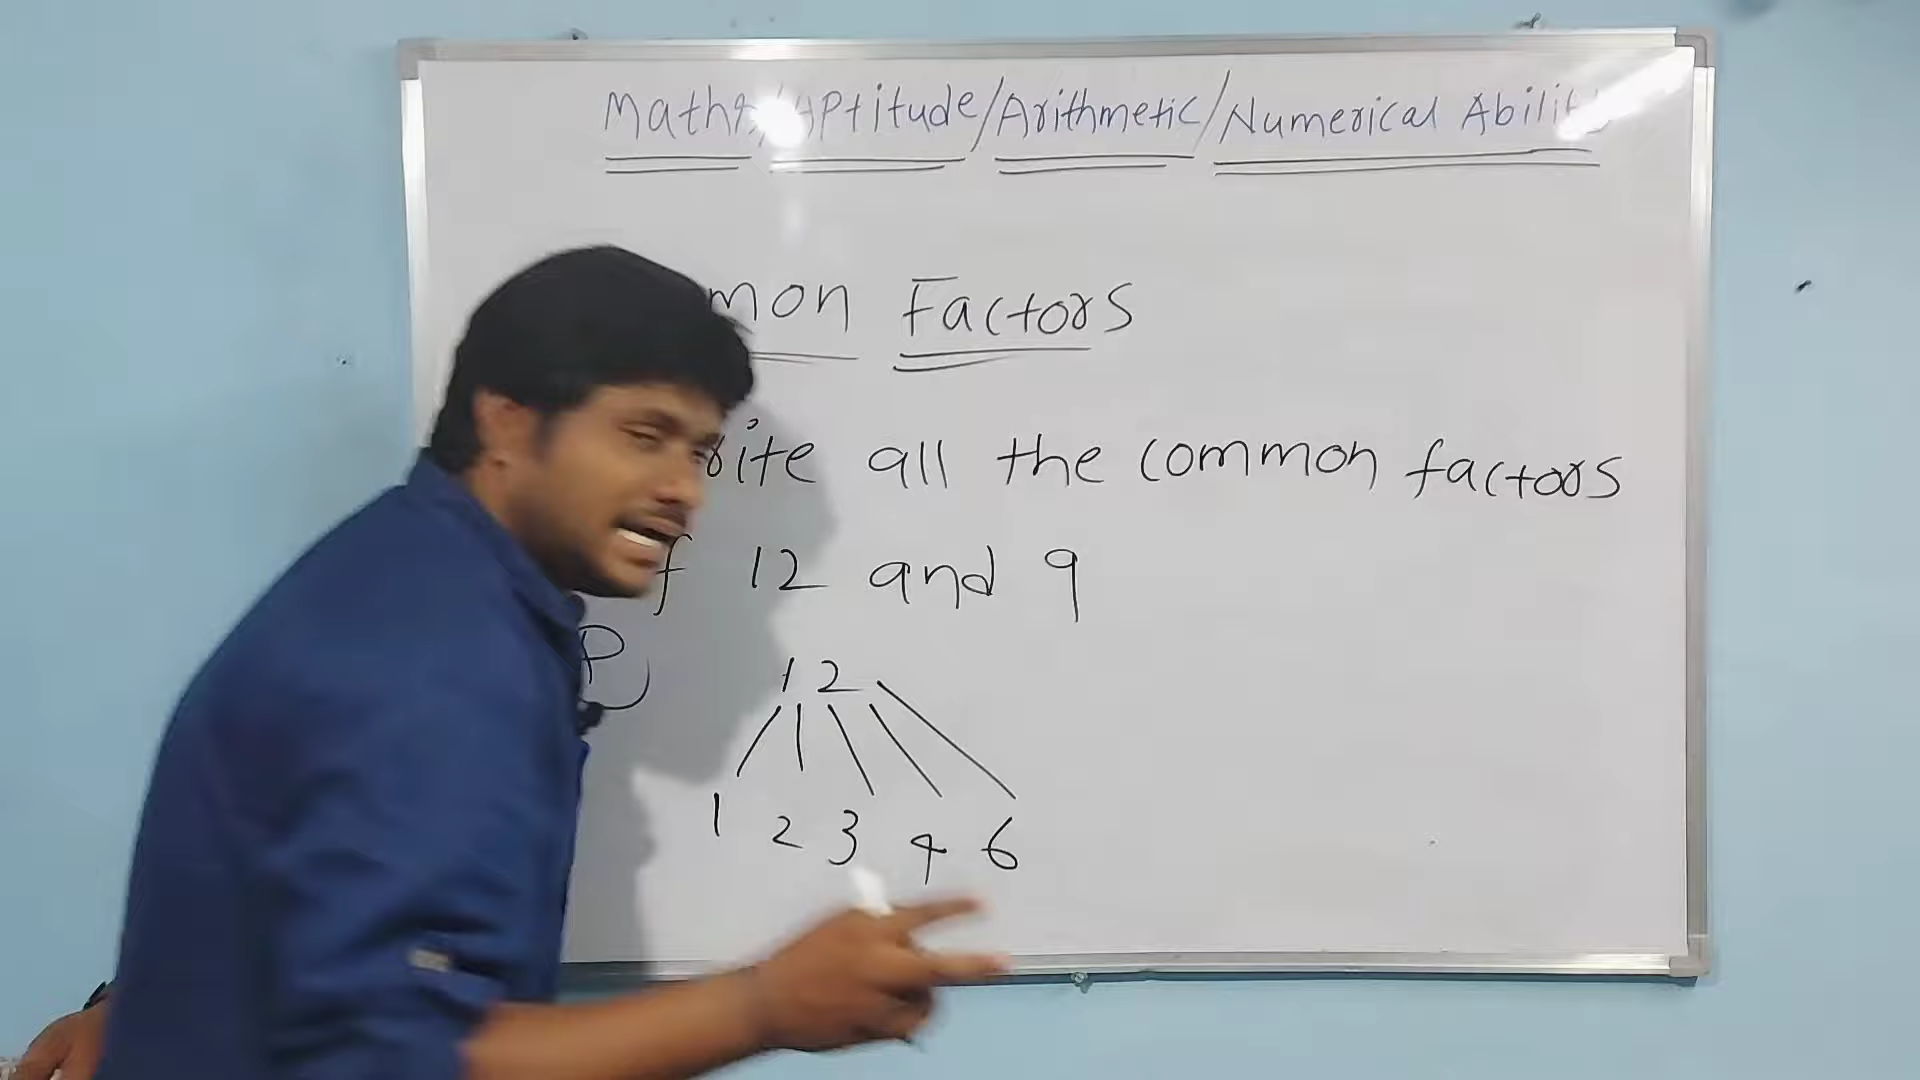 Maths/Aptitude/Arithmetic/Numerical Ability
mon Factors
rite all the common factors
f 12 and 9
P
12
1 2 3 4 6